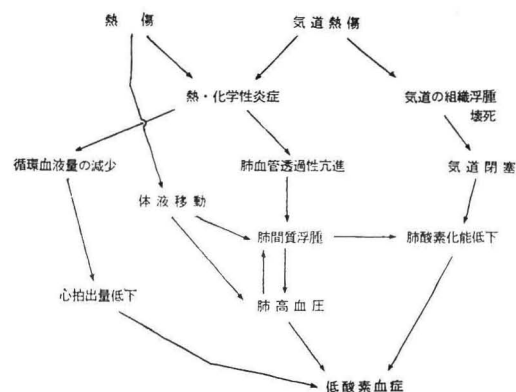 熱傷
気道熱傷
熱・化学性炎症
気道の組織浮腫
壊死
循環血液量の減少
肺血管透過性亢進
気道閉塞
体液移動
肺間質浮腫
肺酸素化能低下
心拍出量低下
肺高血圧
低酸素血症